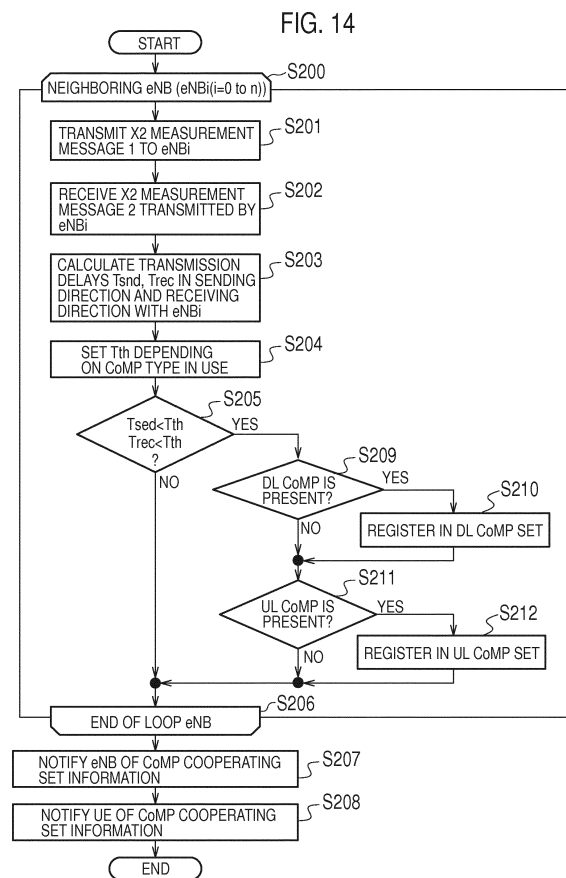 FIG. 14
START
S200
NEIGHBORING eNB (eNBi(i=0 to n))
S201
TRANSMIT X2 MEASUREMENT
MESSAGE 1 TO eNBi
S202
RECEIVE X2 MEASUREMENT
MESSAGE 2 TRANSMITTED BY
eNBi
S203
CALCULATE TRANSMISSION
DELAYS Tsnd, Trec IN SENDING
DIRECTION AND RECEIVING
DIRECTION WITH eNBi
S204
SET Tth DEPENDING
ON CoMP TYPE IN USE
S205
Tsed<Tth
Trec<Tth
?
YES
NO
S209
DL CoMP IS
PRESENT?
YES
NO
S210
REGISTER IN DL CoMP SET
S211
UL CoMP IS
PRESENT?
YES
NO
S212
REGISTER IN UL CoMP SET
S206
END OF LOOP eNB
S207
NOTIFY eNB OF CoMP COOPERATING
SET INFORMATION
S208
NOTIFY UE OF CoMP COOPERATING
SET INFORMATION
END